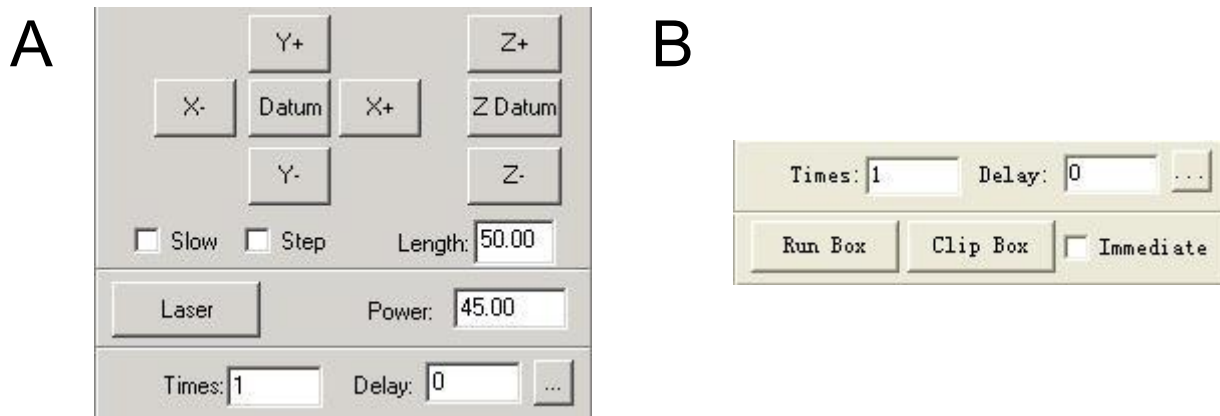 A
Y+ Z+
X- Datum X+ Z Datum
Y- Z-
Slow Step Length: 50.00
Laser Power: 45.00
Times: 1 Delay: 0 ...
B
Times: 1 Delay: 0 ...
Run Box Clip Box Immediate